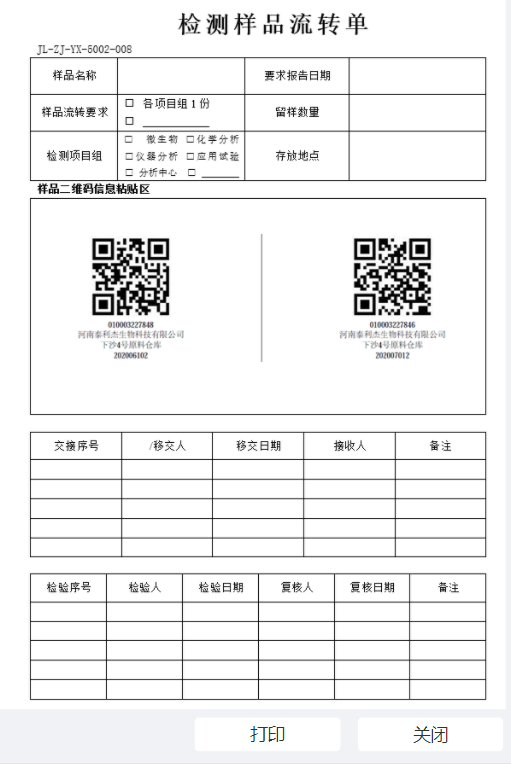 检测样品流转单
JL-ZJ-YX-5002-008
样品名称 要求报告日期
样品流转要求 □ 各项目组1份 留样数量
□
检测项目组 □ 微生物 □化学分析 存放地点
□仪器分析 □应用试验
□ 分析中心 □
样品二维码信息粘贴区
010003227848
河南泰利杰生物科技有限公司
下沙4号原料仓库
202006102
010003227846
河南泰利杰生物科技有限公司
下沙4号原料仓库
202007012
交接序号 /移交人 移交日期 接收人 备注
检验序号 检验人 检验日期 复核人 复核日期 备注
打印 关闭